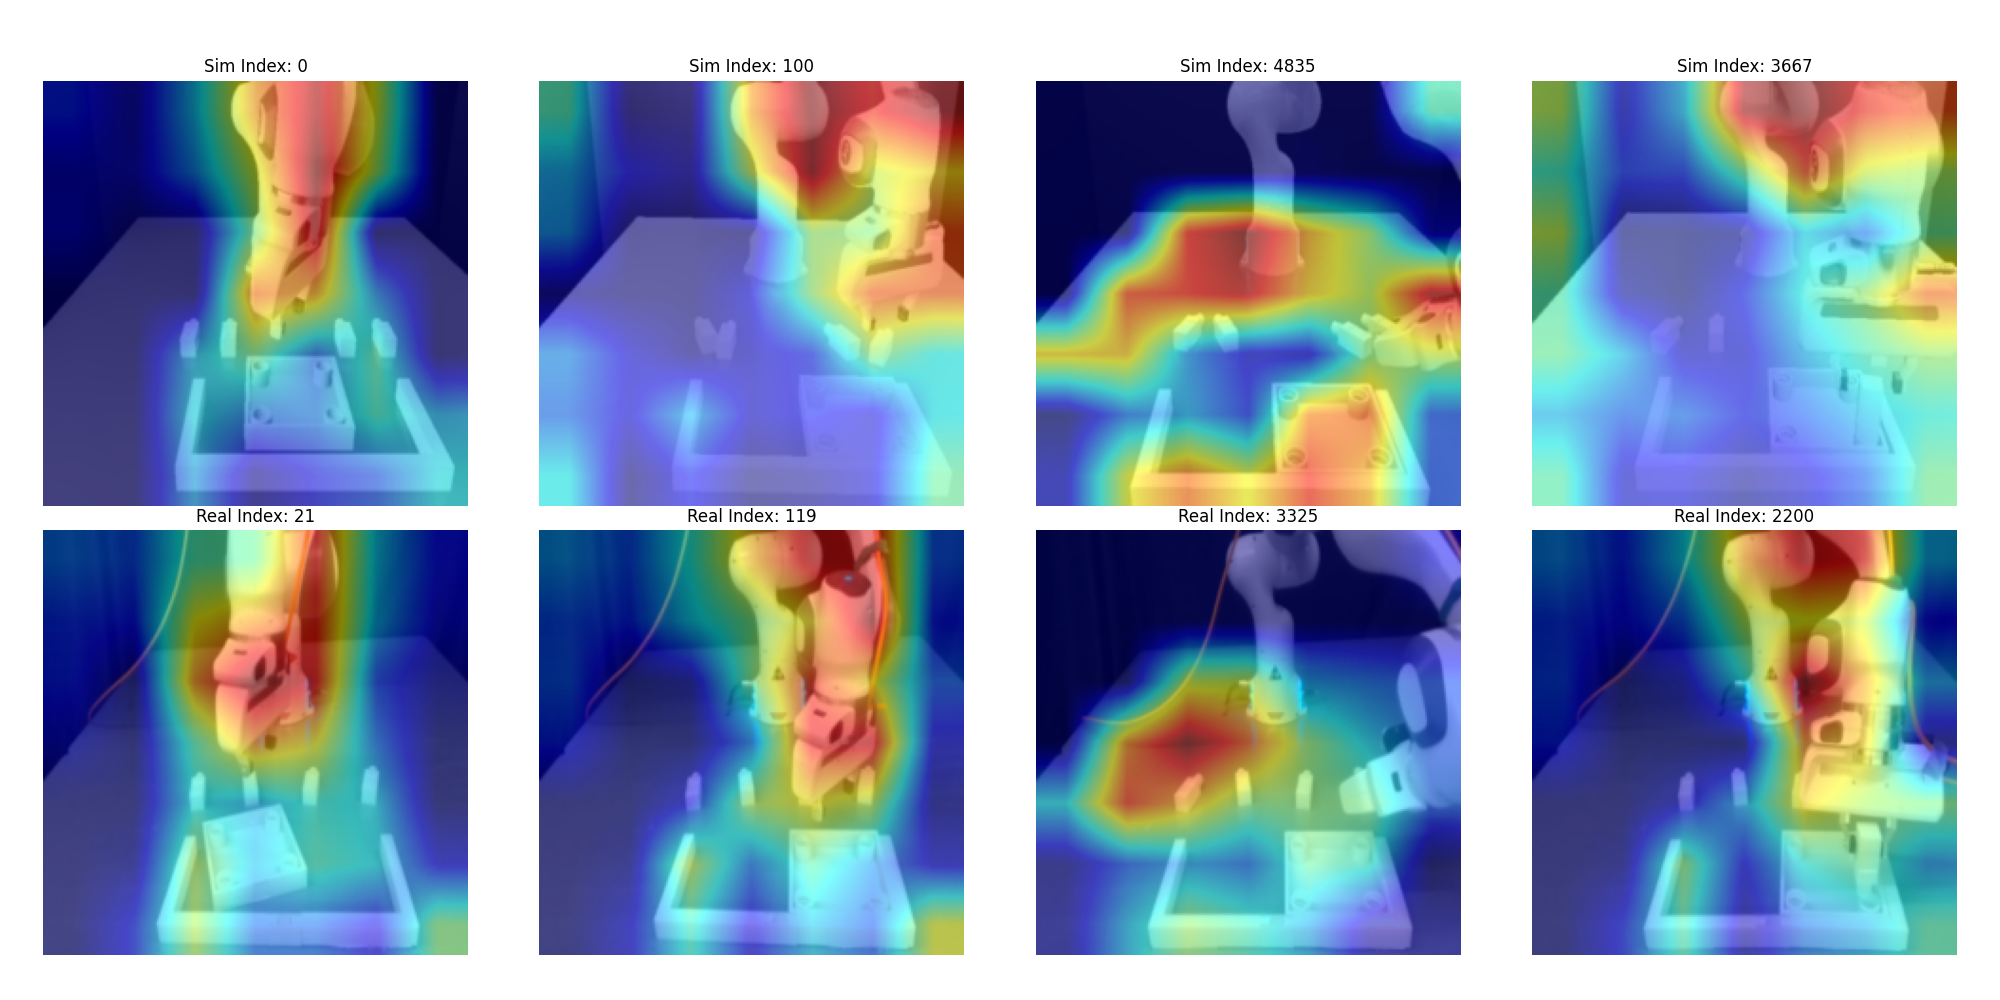 Sim Index: 0
Sim Index: 100
Sim Index: 4835
Sim Index: 3667
Real Index: 21
Real Index: 119
Real Index: 3325
Real Index: 2200